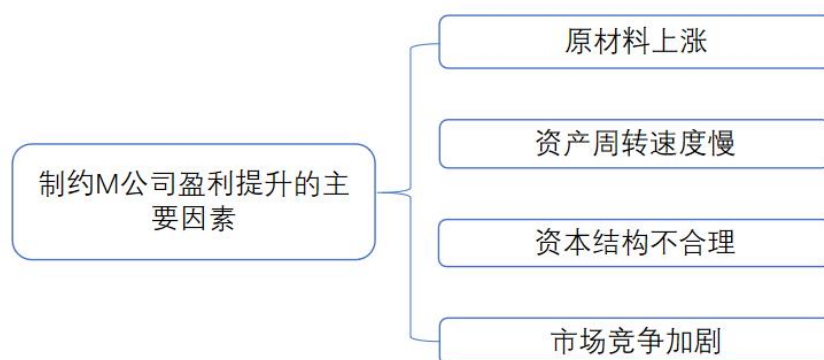 原材料上涨
资产周转速度慢
制约M公司盈利提升的主
要因素
资本结构不合理
市场竞争加剧